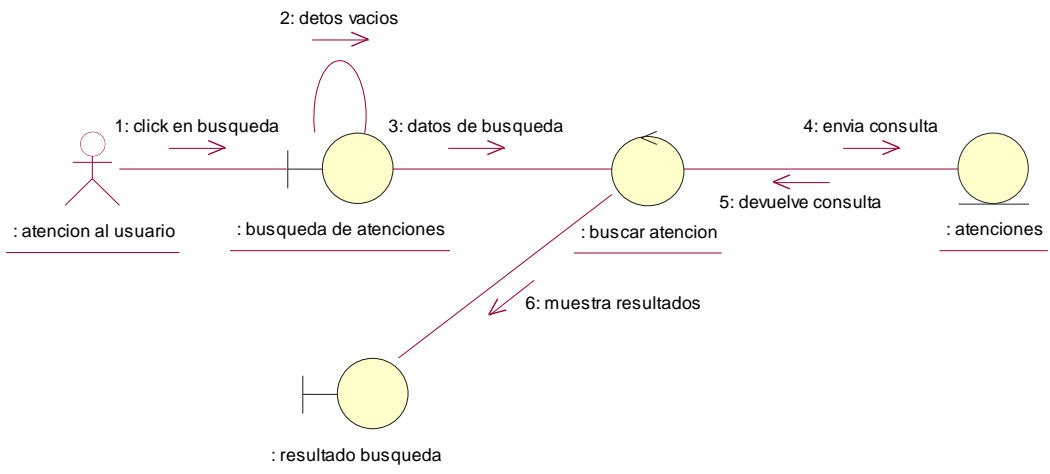 2: detos vacios
1: click en busqueda
3: datos de busqueda
4: envia consulta
5: devuelve consulta
: atencion al usuario
: busqueda de atenciones
: buscar atencion
: atenciones
6: muestra resultados
: resultado busqueda